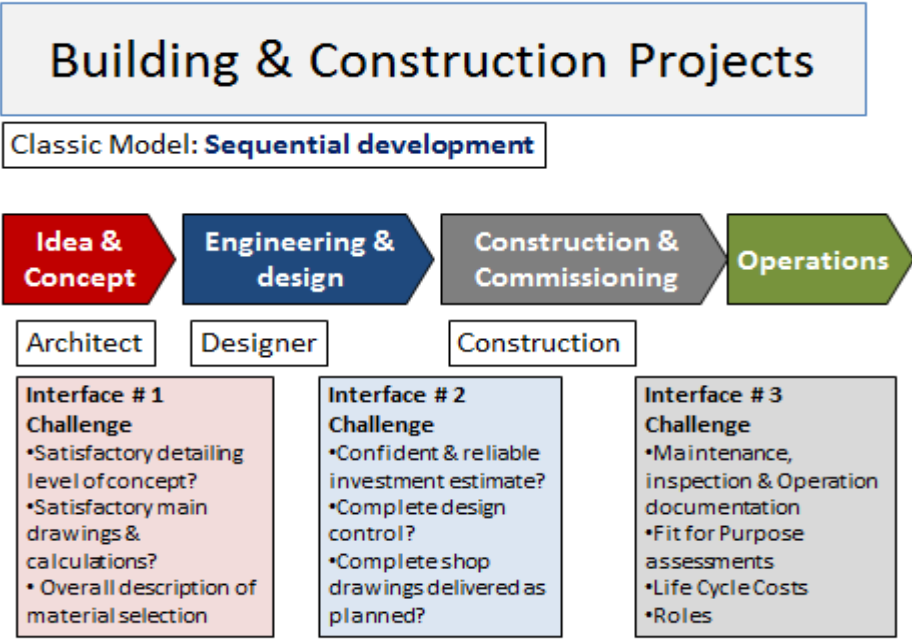 Building & Construction Projects
Classic Model: Sequential development
Idea &
Concept
Engineering &
design
Construction &
Commissioning
Operations
Architect
Designer
Construction
Interface # 1
Challenge
•Satisfactory detailing
level of concept?
•Satisfactory main
drawings &
calculations?
• Overall description of
material selection
Interface # 2
Challenge
•Confident & reliable
investment estimate?
•Complete design
control?
•Complete shop
drawings delivered as
planned?
Interface # 3
Challenge
•Maintenance,
inspection & Operation
documentation
•Fit for Purpose
assessments
•Life Cycle Costs
•Roles